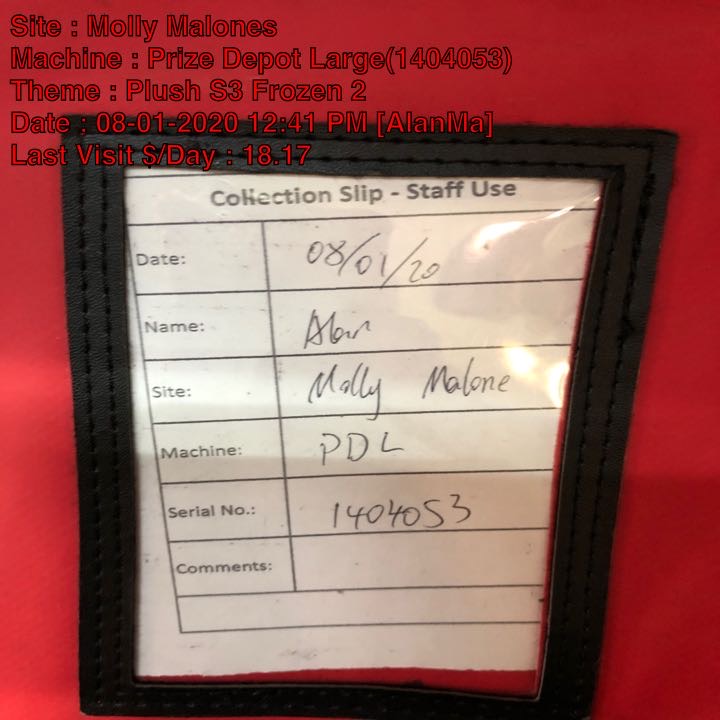 Site : Molly Malones
Machine : Prize Depot Large(1404053)
Theme : Plush S3 Frozen 2
Date : 08-01-2020 12:41 PM [AlanMa]
Last Visit $/Day : 18.17
Collection Slip - Staff Use
Date: 08/01/20
Name: Alan
Site: Molly Malone
Machine: PDL
Serial No.: 1404053
Comments: